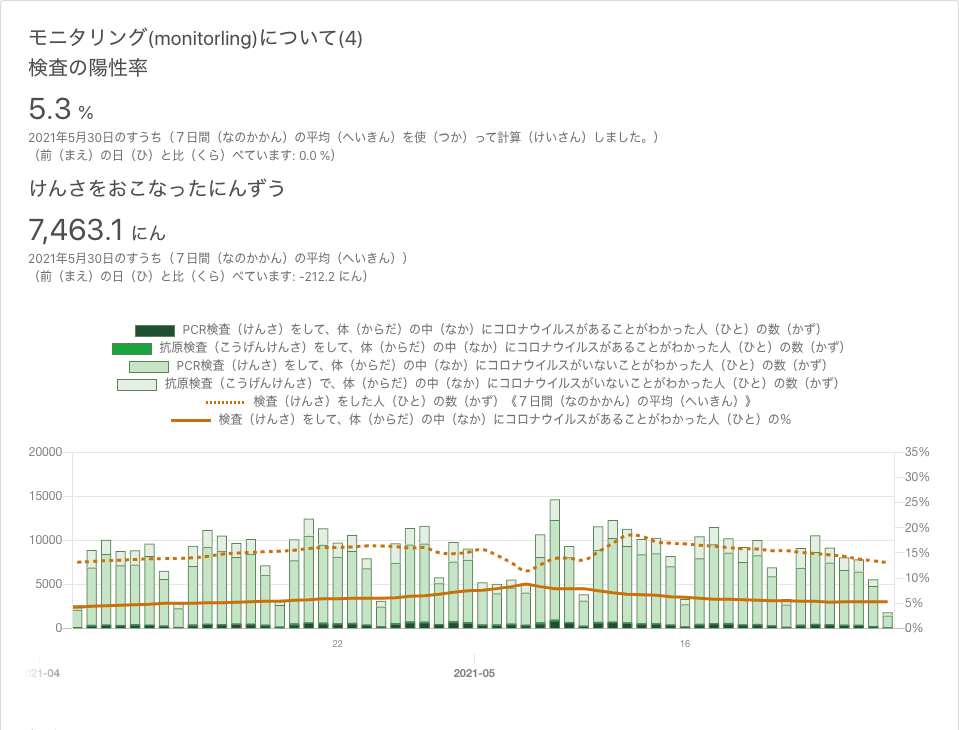 モニタリング(monitorling)について(4)
検査の陽性率
5.3 %
2021年5月30日のすうち（７日間（なのかかん）の平均（へいきん）を使（つか）って計算（けいさん）しました。）
（前（まえ）の日（ひ）と比（くら）べています: 0.0 %）
けんさをおこなったにんずう
7,463.1 にん
2021年5月30日のすうち（７日間（なのかかん）の平均（へいきん））
（前（まえ）の日（ひ）と比（くら）べています: -212.2 にん）
PCR検査（けんさ）をして、体（からだ）の中（なか）にコロナウイルスがあることがわかった人（ひと）の数（かず）
抗原検査（こうげんけんさ）をして、体（からだ）の中（なか）にコロナウイルスがあることがわかった人（ひと）の数（かず）
PCR検査（けんさ）をして、体（からだ）の中（なか）にコロナウイルスがいないことがわかった人（ひと）の数（かず）
抗原検査（こうげんけんさ）で、体（からだ）の中（なか）にコロナウイルスがいないことがわかった人（ひと）の数（かず）
検査（けんさ）をした人（ひと）の数（かず）《７日間（なのかかん）の平均（へいきん）》
検査（けんさ）をして、体（からだ）の中（なか）にコロナウイルスがあることがわかった人（ひと）の%
20000
15000
10000
5000
0
35%
30%
25%
20%
15%
10%
5%
0%
22
16
21-04
2021-05